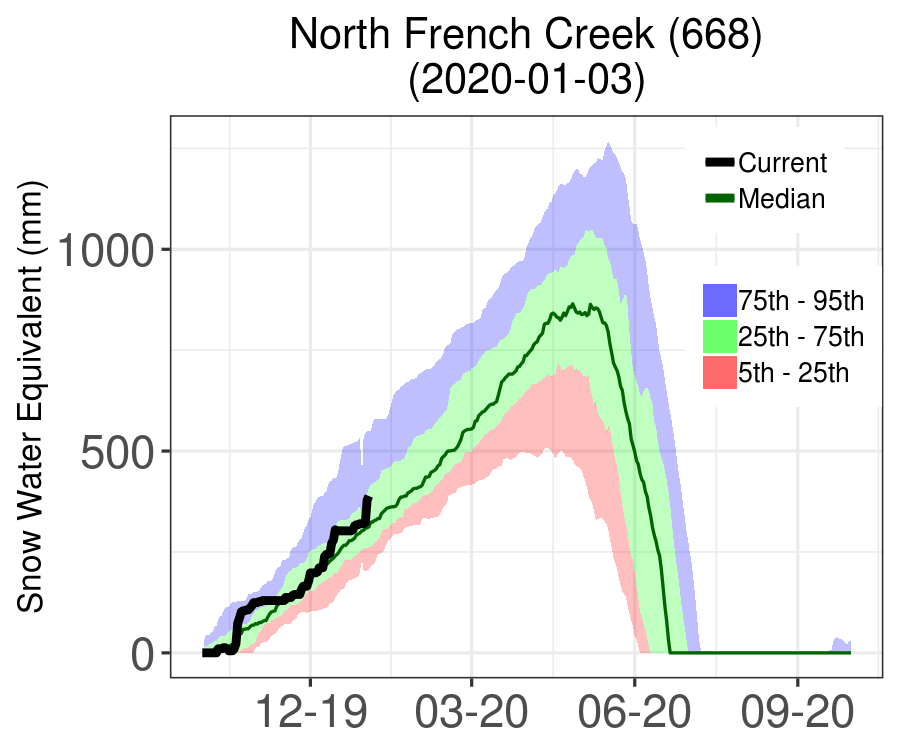 North French Creek (668)
(2020-01-03)
Snow Water Equivalent (mm)
1000
500
0
12-19
03-20
06-20
09-20
Current
Median
75th - 95th
25th - 75th
5th - 25th